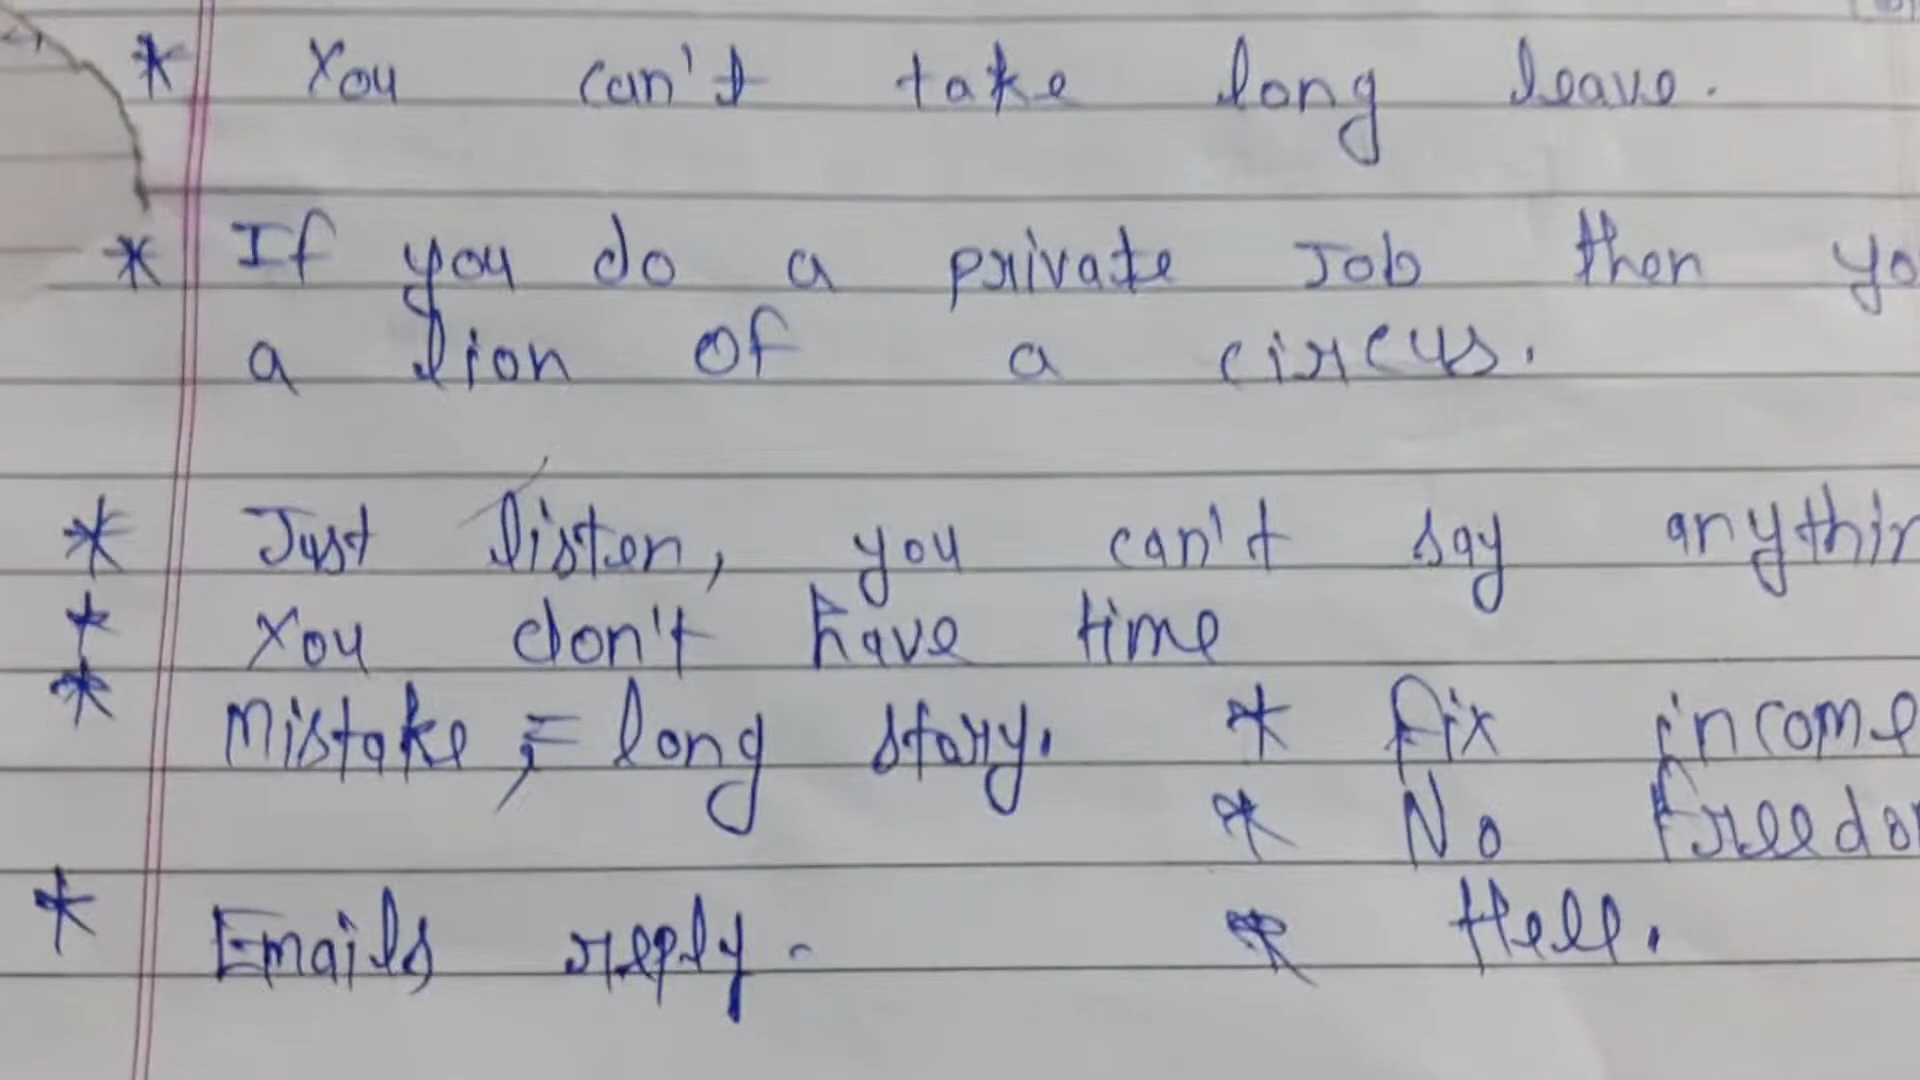 * You can't take long leave.
* If you do a private Job then yo
a lion of a circus.
* Just listen, you can't say anythin
* You don't have time
* Mistake, = long story. * Fix income
* No freedo
* Emails reply. * Hell.